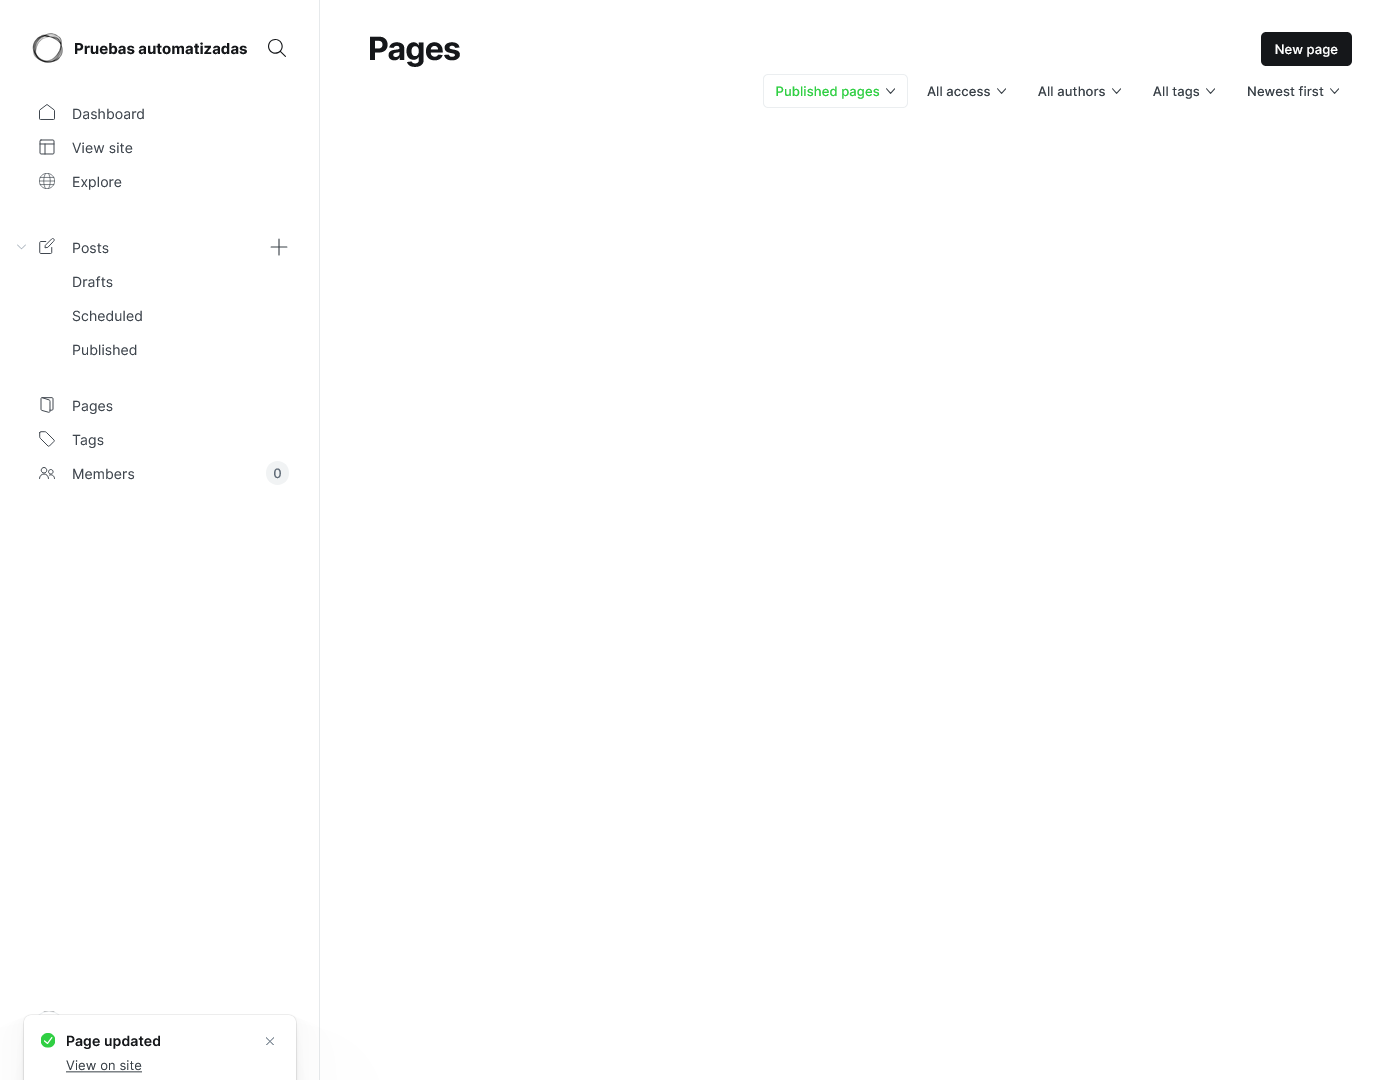 Pruebas automatizadas
Dashboard
View site
Explore
Posts
Drafts
Scheduled
Published
Pages
Tags
Members 0
Pages
New page
Published pages All access All authors All tags Newest first
Page updated
View on site